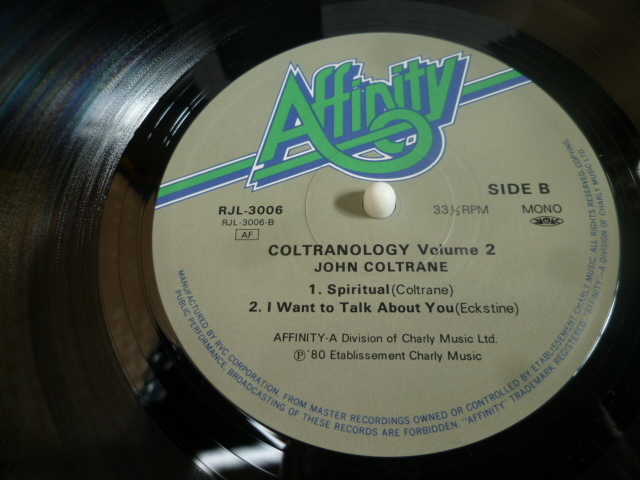 Affinity
SIDE B
RJL-3006
RJL-3006-B
AF
33⅓RPM
MONO
COLTRANOLOGY Volume 2
JOHN COLTRANE
1. Spiritual(Coltrane)
2. I Want to Talk About You(Eckstine)
AFFINITY-A Division of Charly Music Ltd.
Ⓟ'80 Etablissement Charly Music
MANUFACTURED BY RVC CORPORATION, FROM MASTER RECORDINGS OWNED OR CONTROLLED BY ETABLISSEMENT CHARLY MUSIC. ALL RIGHTS RESERVED, COPYING,
PUBLIC PERFORMANCE, BROADCASTING OF THESE RECORDS ARE FORBIDDEN. "AFFINITY" TRADEMARK REGISTERED. "AFFINITY"-A DIVISION OF CHARLY MUSIC LTD.